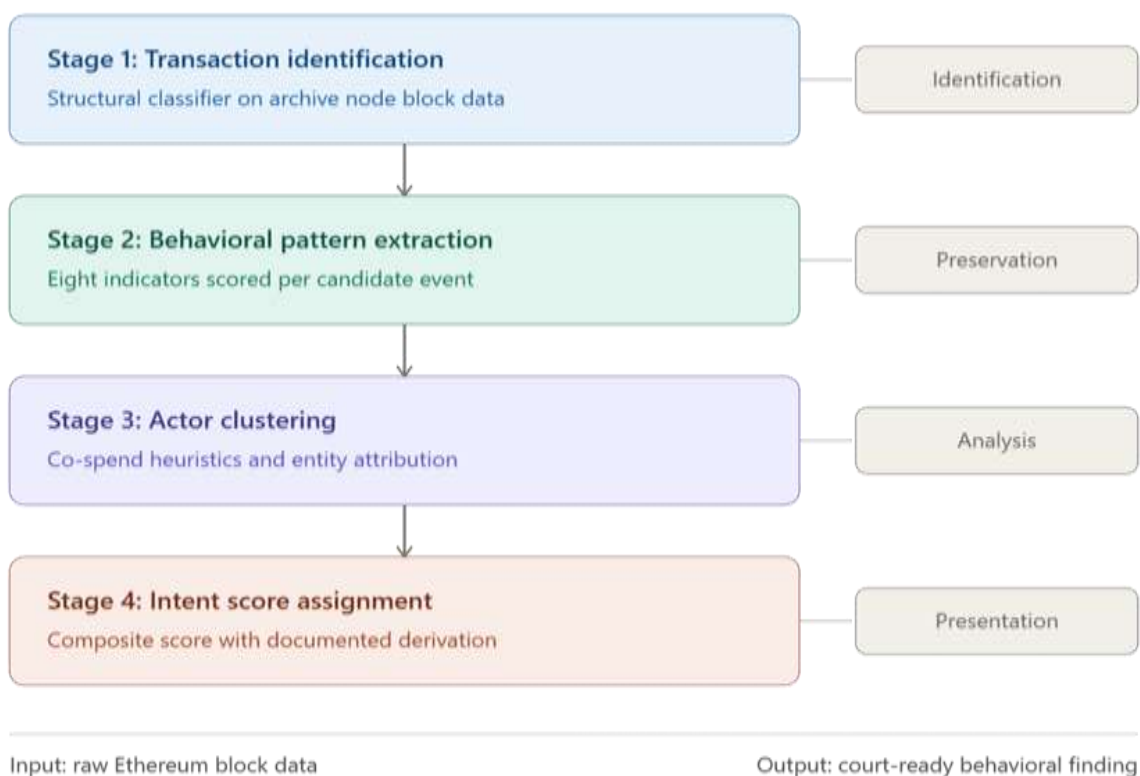 Stage 1: Transaction identification
Structural classifier on archive node block data
Identification
Stage 2: Behavioral pattern extraction
Eight indicators scored per candidate event
Preservation
Stage 3: Actor clustering
Co-spend heuristics and entity attribution
Analysis
Stage 4: Intent score assignment
Composite score with documented derivation
Presentation
Input: raw Ethereum block data
Output: court-ready behavioral finding